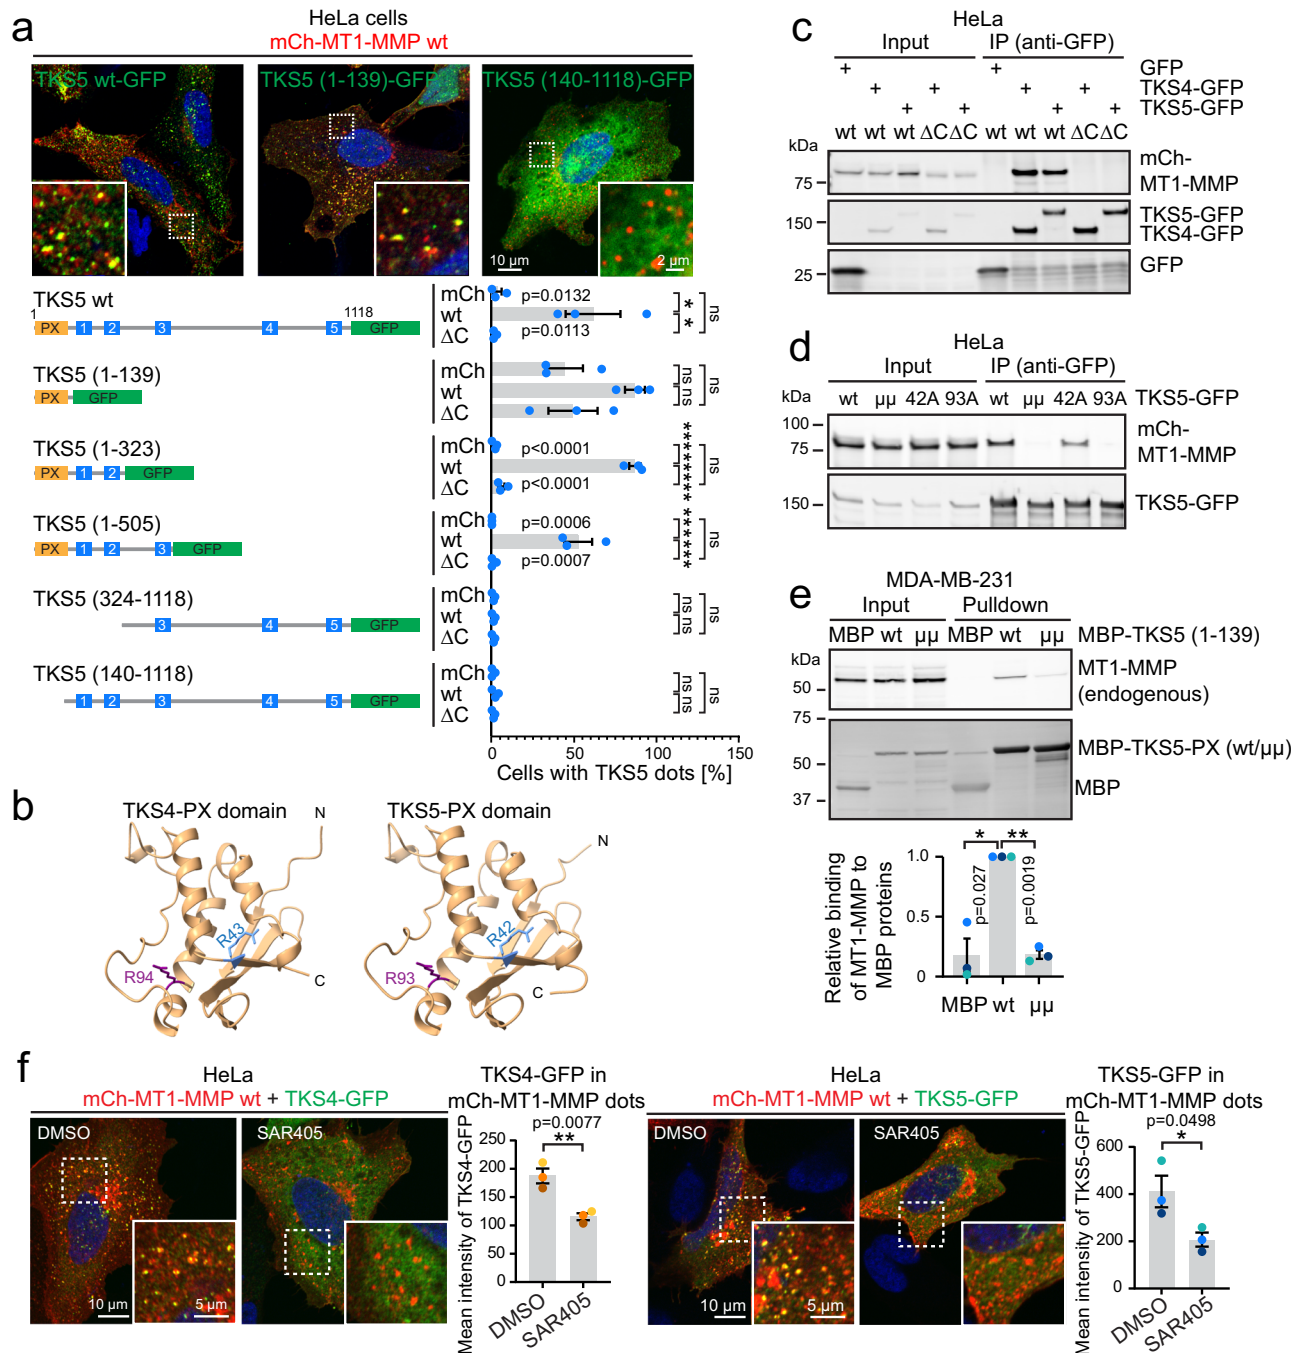 a
HeLa cells
mCh-MT1-MMP wt
TKS5 wt-GFP
TKS5 (1-139)-GFP
TKS5 (140-1118)-GFP
10 µm
2 µm
TKS5 wt
1
1118
PX 1 2 3 4 5 GFP
mCh
wt
ΔC
p=0.0132
p=0.0113
* *
ns
TKS5 (1-139)
PX GFP
mCh
wt
ΔC
ns ns
ns
TKS5 (1-323)
PX 1 2 GFP
mCh
wt
ΔC
p<0.0001
p<0.0001
**** ****
ns
TKS5 (1-505)
PX 1 2 3 GFP
mCh
wt
ΔC
p=0.0006
p=0.0007
*** ***
ns
TKS5 (324-1118)
3 4 5 GFP
mCh
wt
ΔC
ns ns
ns
TKS5 (140-1118)
1 2 3 4 5 GFP
mCh
wt
ΔC
ns ns
ns
0 50 100 150
Cells with TKS5 dots [%]
b
TKS4-PX domain
N
R43
R94
C
TKS5-PX domain
N
R42
R93
C
c
HeLa
Input IP (anti-GFP)
+ + GFP
+ + + + TKS4-GFP
+ + + + TKS5-GFP
wt wt wt ΔC ΔC wt wt wt ΔC ΔC
kDa
75
mCh-
MT1-MMP
150
TKS5-GFP
TKS4-GFP
25
GFP
d
HeLa
Input IP (anti-GFP)
kDa
wt µµ 42A 93A wt µµ 42A 93A TKS5-GFP
100
75
mCh-
MT1-MMP
150
TKS5-GFP
e
MDA-MB-231
Input Pulldown
MBP wt µµ MBP wt µµ MBP-TKS5 (1-139)
kDa
50
MT1-MMP
(endogenous)
75
50
37
MBP-TKS5-PX (wt/µµ)
MBP
Relative binding
of MT1-MMP to
MBP proteins
1.0
0.5
0
* **
p=0.027
p=0.0019
MBP wt µµ
f
HeLa
mCh-MT1-MMP wt + TKS4-GFP
DMSO
SAR405
10 µm
5 µm
TKS4-GFP in
mCh-MT1-MMP dots
p=0.0077
**
Mean intensity of TKS4-GFP
250
200
150
100
50
0
DMSO
SAR405
HeLa
mCh-MT1-MMP wt + TKS5-GFP
DMSO
SAR405
10 µm
5 µm
TKS5-GFP in
mCh-MT1-MMP dots
p=0.0498
*
Mean intensity of TKS5-GFP
600
400
200
0
DMSO
SAR405